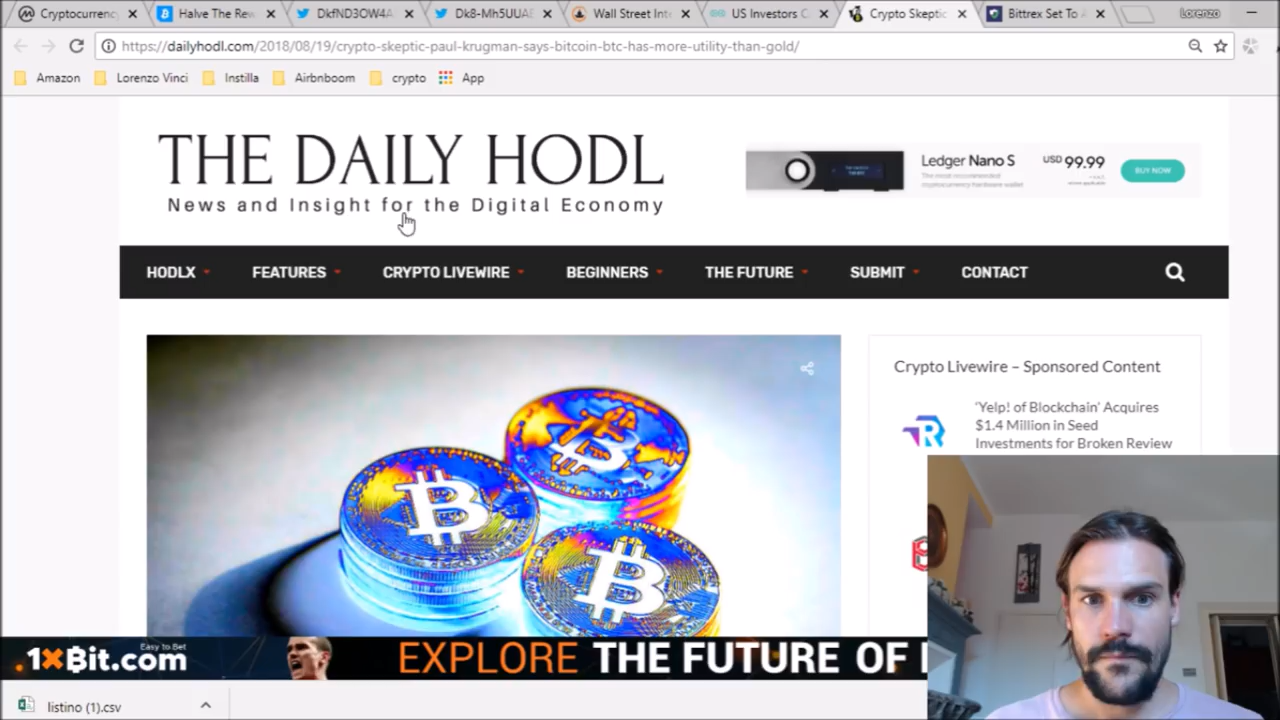 Cryptocurrency
Halve The Rew
DkfND3OW4A
Dk8-Mh5UUAE
Wall Street Int
US Investors C
Crypto Skeptic
Bittrex Set To A
Lorenzo
https://dailyhodl.com/2018/08/19/crypto-skeptic-paul-krugman-says-bitcoin-btc-has-more-utility-than-gold/
Amazon
Lorenzo Vinci
Instilla
Airbnboom
crypto
App
THE DAILY HODL
News and Insight for the Digital Economy
Ledger Nano S
The most recommended
cryptocurrency hardware wallet
USD 99.99
BUY NOW
HODLX
FEATURES
CRYPTO LIVEWIRE
BEGINNERS
THE FUTURE
SUBMIT
CONTACT
Crypto Livewire – Sponsored Content
'Yelp! of Blockchain' Acquires
$1.4 Million in Seed
Investments for Broken Review
Easy to Bet
.1xBit.com
EXPLORE THE FUTURE OF
listino (1).csv